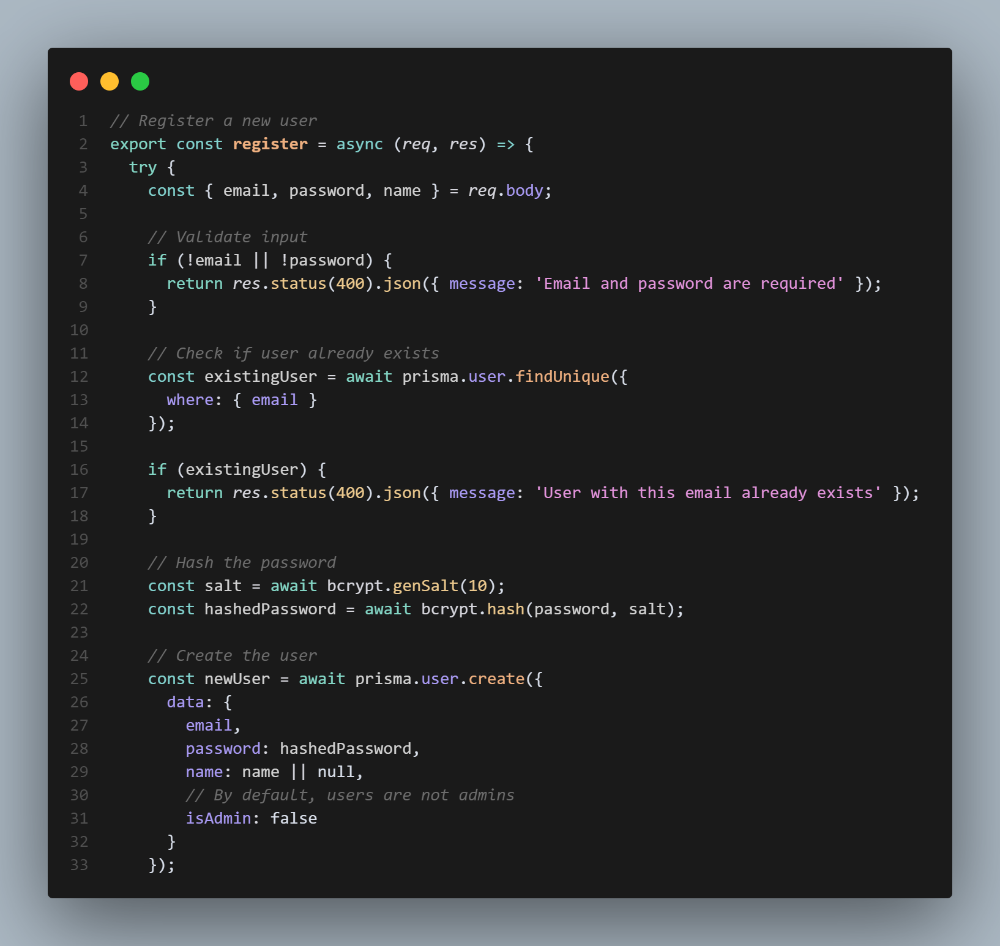 1 // Register a new user
2 export const register = async (req, res) => {
3   try {
4     const { email, password, name } = req.body;
5
6     // Validate input
7     if (!email || !password) {
8       return res.status(400).json({ message: 'Email and password are required' });
9     }
10
11     // Check if user already exists
12     const existingUser = await prisma.user.findUnique({
13       where: { email }
14     });
15
16     if (existingUser) {
17       return res.status(400).json({ message: 'User with this email already exists' });
18     }
19
20     // Hash the password
21     const salt = await bcrypt.genSalt(10);
22     const hashedPassword = await bcrypt.hash(password, salt);
23
24     // Create the user
25     const newUser = await prisma.user.create({
26       data: {
27         email,
28         password: hashedPassword,
29         name: name || null,
30         // By default, users are not admins
31         isAdmin: false
32       }
33     });